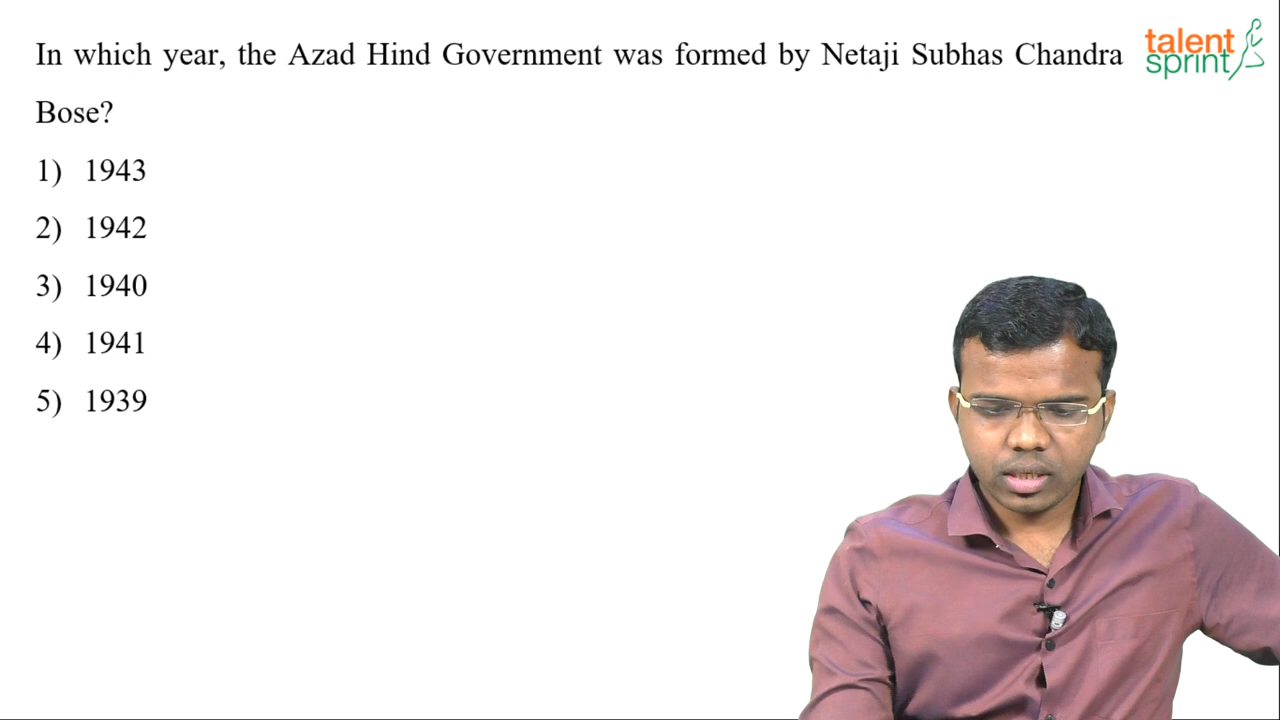 In which year, the Azad Hind Government was formed by Netaji Subhas Chandra
Bose?
1) 1943
2) 1942
3) 1940
4) 1941
5) 1939
talent
sprint